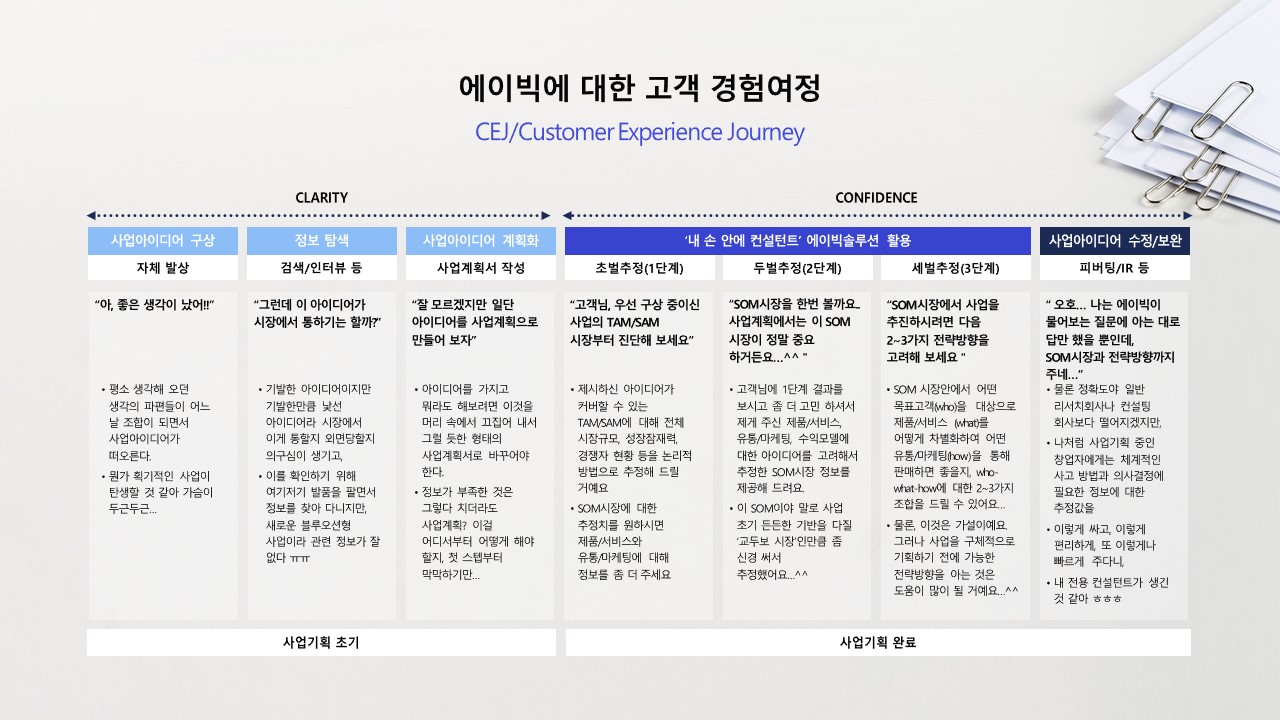 에이빅에 대한 고객 경험여정
CEJ/Customer Experience Journey
CLARITY
CONFIDENCE
사업아이디어 구상
정보 탐색
사업아이디어 계획화
'내 손 안에 컨설턴트' 에이빅솔루션 활용
사업아이디어 수정/보완
자체 발상
검색/인터뷰 등
사업계획서 작성
초벌추정(1단계)
두벌추정(2단계)
세벌추정(3단계)
피버팅/IR 등
“아, 좋은 생각이 났어!!”
• 평소 생각해 오던
생각의 파편들이 어느
날 조합이 되면서
사업아이디어가
떠오른다.
• 뭔가 획기적인 사업이
탄생할 것 같아 가슴이
두근두근...
“그런데 이 아이디어가
시장에서 통하기는 할까?”
• 기발한 아이디어이지만
기발한만큼 낯선
아이디어라 시장에서
이게 통할지 외면당할지
의구심이 생기고,
• 이를 확인하기 위해
여기저기 발품을 팔면서
정보를 찾아 다니지만,
새로운 블루오션형
사업이라 관련 정보가 잘
없다 ㅠㅠ
“잘 모르겠지만 일단
아이디어를 사업계획으로
만들어 보자”
• 아이디어를 가지고
뭐라도 해보려면 이것을
머리 속에서 끄집어 내서
그럴 듯한 형태의
사업계획서로 바꾸어야
한다.
• 정보가 부족한 것은
그렇다 치더라도
사업계획? 이걸
어디서부터 어떻게 해야
할지, 첫 스텝부터
막막하기만...
“고객님, 우선 구상 중이신
사업의 TAM/SAM
시장부터 진단해 보세요”
• 제시하신 아이디어가
커버할 수 있는
TAM/SAM에 대해 전체
시장규모, 성장잠재력,
경쟁자 현황 등을 논리적
방법으로 추정해 드릴
거예요
• SOM시장에 대한
추정치를 원하시면
제품/서비스와
유통/마케팅에 대해
정보를 좀 더 주세요
“SOM시장을 한번 볼까요..
사업계획에서는 이 SOM
시장이 정말 중요
하거든요...^^ "
• 고객님에 1단계 결과를
보시고 좀 더 고민 하셔서
제게 주신 제품/서비스,
유통/마케팅, 수익모델에
대한 아이디어를 고려해서
추정한 SOM시장 정보를
제공해 드려요.
• 이 SOM이야 말로 사업
초기 든든한 기반을 다질
'교두보 시장'인만큼 좀
신경 써서
추정했어요...^^
“SOM시장에서 사업을
추진하시려면 다음
2~3가지 전략방향을
고려해 보세요 "
• SOM 시장안에서 어떤
목표고객(who)을 대상으로
제품/서비스 (what)를
어떻게 차별화하여 어떤
유통/마케팅(how)을 통해
판매하면 좋을지, who-
what-how에 대한 2~3가지
조합을 드릴 수 있어요...
• 물론, 이것은 가설이예요.
그러나 사업을 구체적으로
기획하기 전에 가능한
전략방향을 아는 것은
도움이 많이 될 거예요...^^
“ 오호... 나는 에이빅이
물어보는 질문에 아는 대로
답만 했을 뿐인데,
SOM시장과 전략방향까지
주네...”
• 물론 정확도야 일반
리서치회사나 컨설팅
회사보다 떨어지겠지만,
• 나처럼 사업기획 중인
창업자에게는 체계적인
사고 방법과 의사결정에
필요한 정보에 대한
추정값을
• 이렇게 싸고, 이렇게
편리하게, 또 이렇게나
빠르게 주다니,
• 내 전용 컨설턴트가 생긴
것 같아 ㅎㅎㅎ
사업기획 초기
사업기획 완료